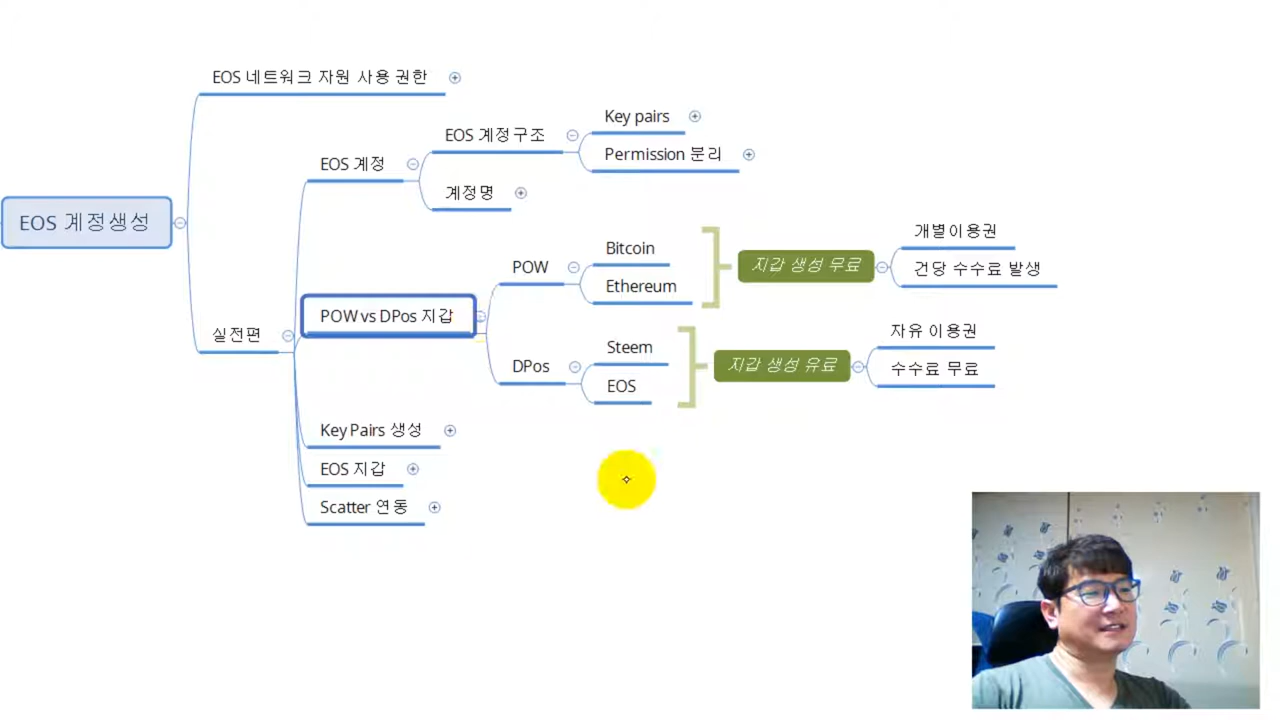 EOS 계정생성
EOS 네트워크 자원 사용 권한
실전편
EOS 계정
EOS 계정구조
Key pairs
Permission 분리
계정명
POW vs DPos 지갑
POW
Bitcoin
Ethereum
지갑 생성 무료
개별이용권
건당 수수료 발생
DPos
Steem
EOS
지갑 생성 유료
자유 이용권
수수료 무료
Key Pairs 생성
EOS 지갑
Scatter 연동